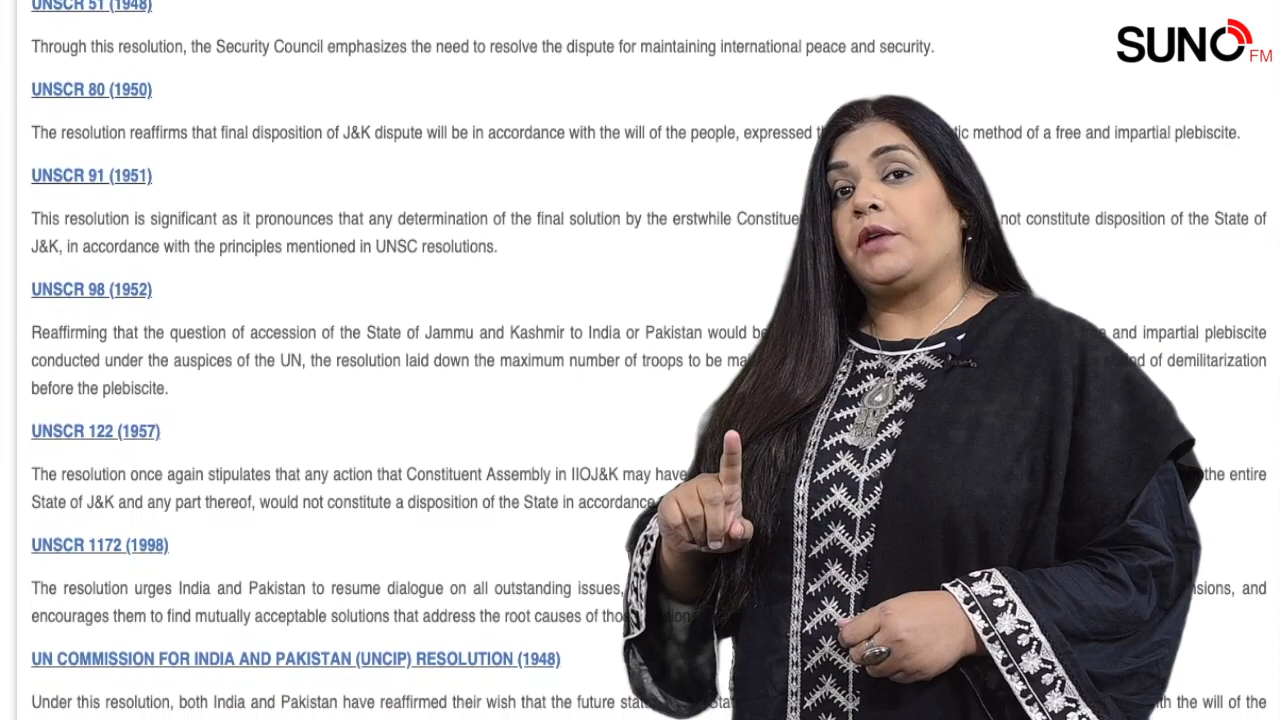 UNSCR 51 (1948)
SUNO FM
Through this resolution, the Security Council emphasizes the need to resolve the dispute for maintaining international peace and security.
UNSCR 80 (1950)
The resolution reaffirms that final disposition of J&K dispute will be in accordance with the will of the people, expressed method of a free and impartial plebiscite.
UNSCR 91 (1951)
This resolution is significant as it pronounces that any determination of the final solution by the erstwhile not constitute disposition of the State of
J&K, in accordance with the principles mentioned in UNSC resolutions.
UNSCR 98 (1952)
Reaffirming that the question of accession of the State of Jammu and Kashmir to India or Pakistan would be and impartial plebiscite
conducted under the auspices of the UN, the resolution laid down the maximum number of troops to be of demilitarization
before the plebiscite.
UNSCR 122 (1957)
The resolution once again stipulates that any action that Constituent Assembly in IIOJ&K may have the entire
State of J&K and any part thereof, would not constitute a disposition of the State in accordance
UNSCR 1172 (1998)
The resolution urges India and Pakistan to resume dialogue on all outstanding issues, and
encourages them to find mutually acceptable solutions that address the root causes of
UN COMMISSION FOR INDIA AND PAKISTAN (UNCIP) RESOLUTION (1948)
Under this resolution, both India and Pakistan have reaffirmed their wish that the future the will of the